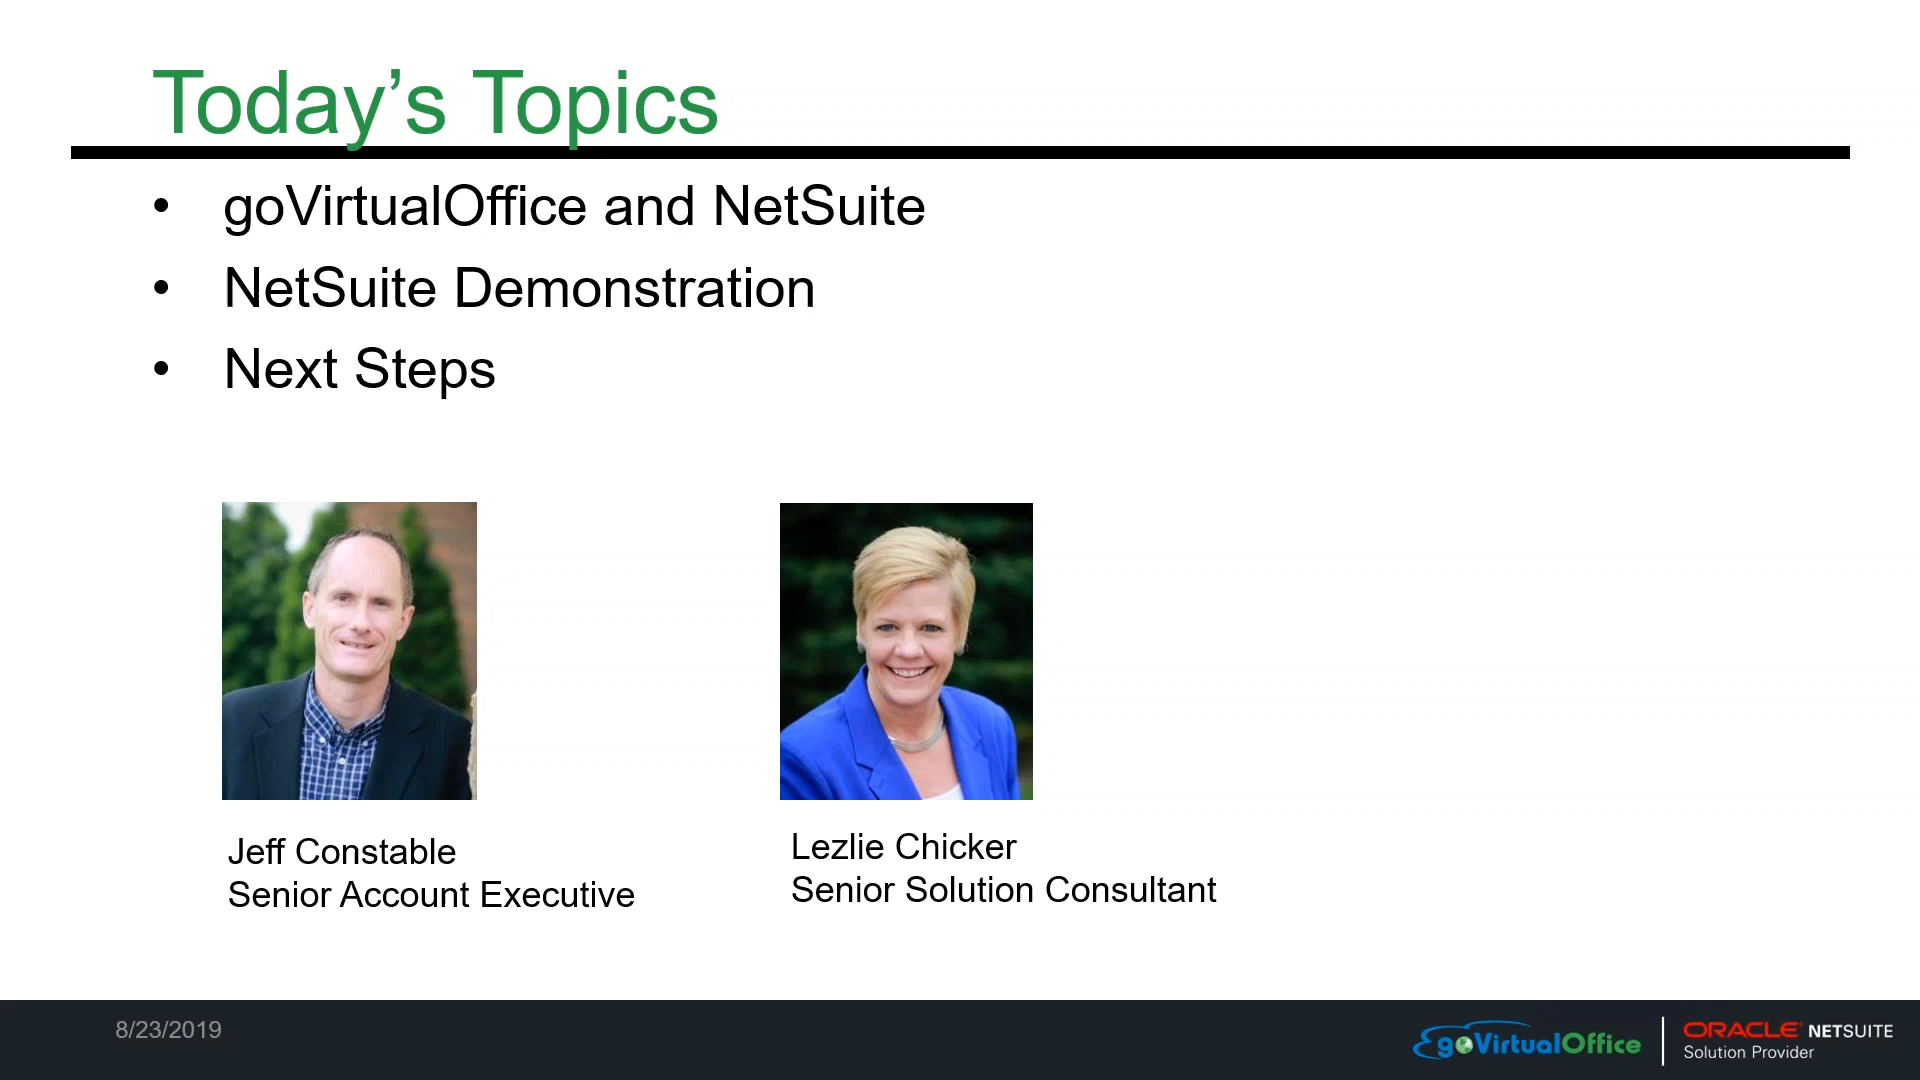 Today’s Topics
• goVirtualOffice and NetSuite
• NetSuite Demonstration
• Next Steps
Jeff Constable
Senior Account Executive
Lezlie Chicker
Senior Solution Consultant
8/23/2019
goVirtualOffice
ORACLE NETSUITE
Solution Provider